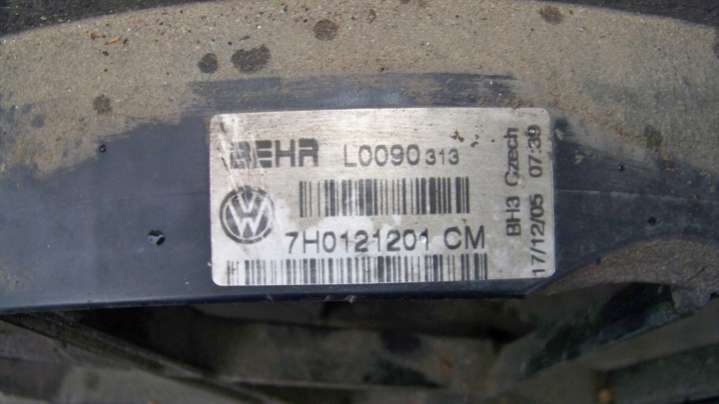 BEHR L0090 313
7H0121201 CM
BH3 Czech
17/12/05 07:39